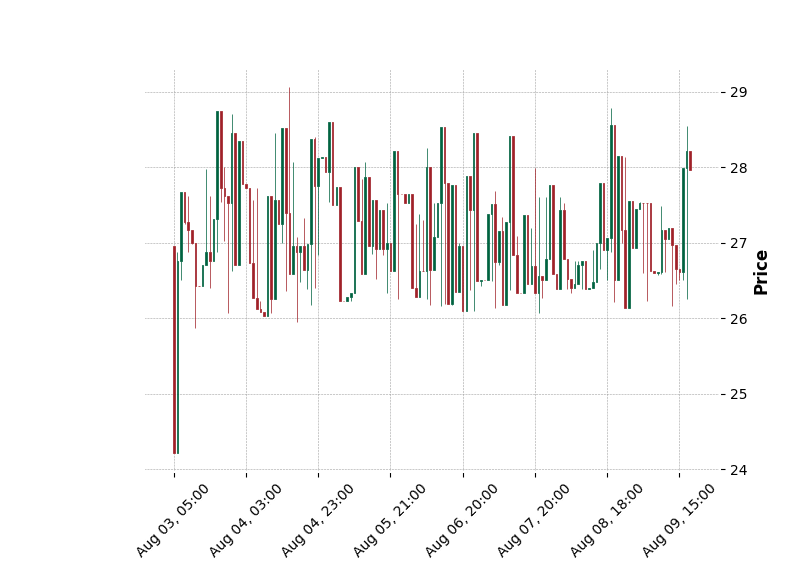 29
28
27
26
25
24
Price
Aug 03, 05:00
Aug 04, 03:00
Aug 04, 23:00
Aug 05, 21:00
Aug 06, 20:00
Aug 07, 20:00
Aug 08, 18:00
Aug 09, 15:00